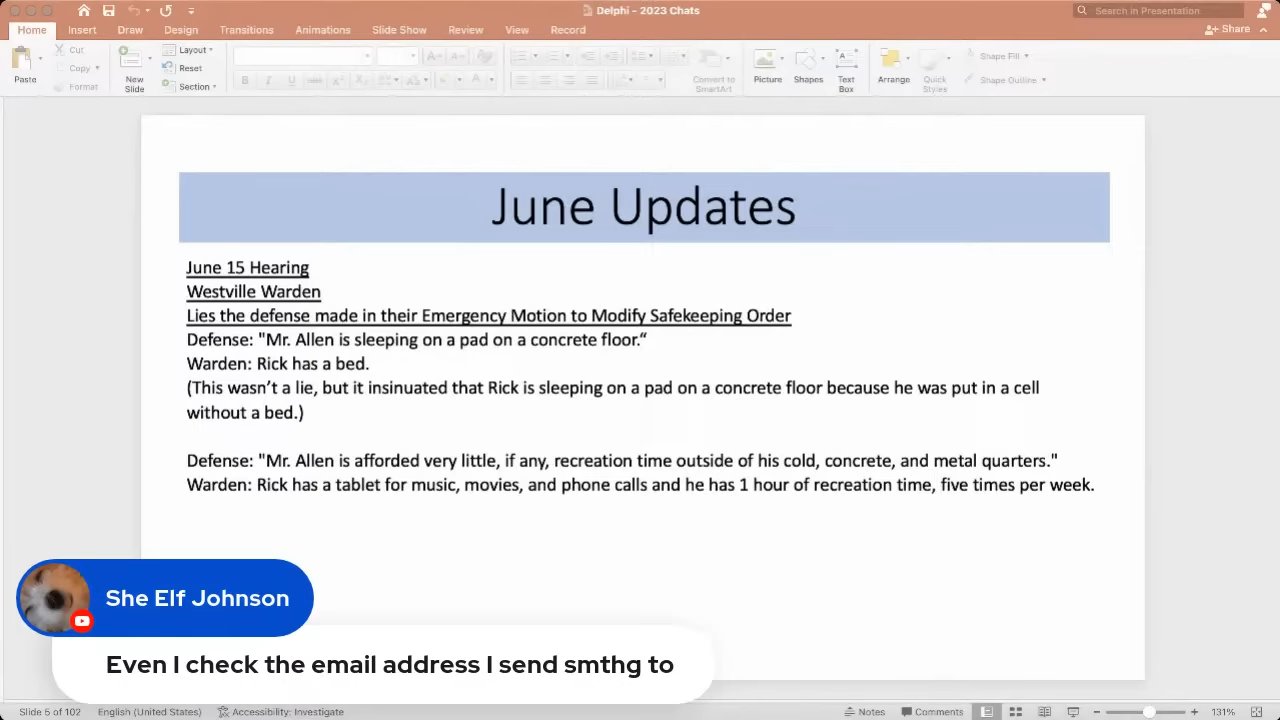 Delphi - 2023 Chats
Search in Presentation
Home Insert Draw Design Transitions Animations Slide Show Review View Record
Share
Paste
Cut
Copy
Format
New Slide
Layout
Reset
Section
Convert to SmartArt
Picture
Shapes
Text Box
Arrange
Quick Styles
Shape Fill
Shape Outline
June Updates
June 15 Hearing
Westville Warden
Lies the defense made in their Emergency Motion to Modify Safekeeping Order
Defense: "Mr. Allen is sleeping on a pad on a concrete floor.“
Warden: Rick has a bed.
(This wasn’t a lie, but it insinuated that Rick is sleeping on a pad on a concrete floor because he was put in a cell
without a bed.)
Defense: "Mr. Allen is afforded very little, if any, recreation time outside of his cold, concrete, and metal quarters."
Warden: Rick has a tablet for music, movies, and phone calls and he has 1 hour of recreation time, five times per week.
She Elf Johnson
Even I check the email address I send smthg to
Slide 5 of 102 English (United States) Accessibility: Investigate Notes Comments 131%